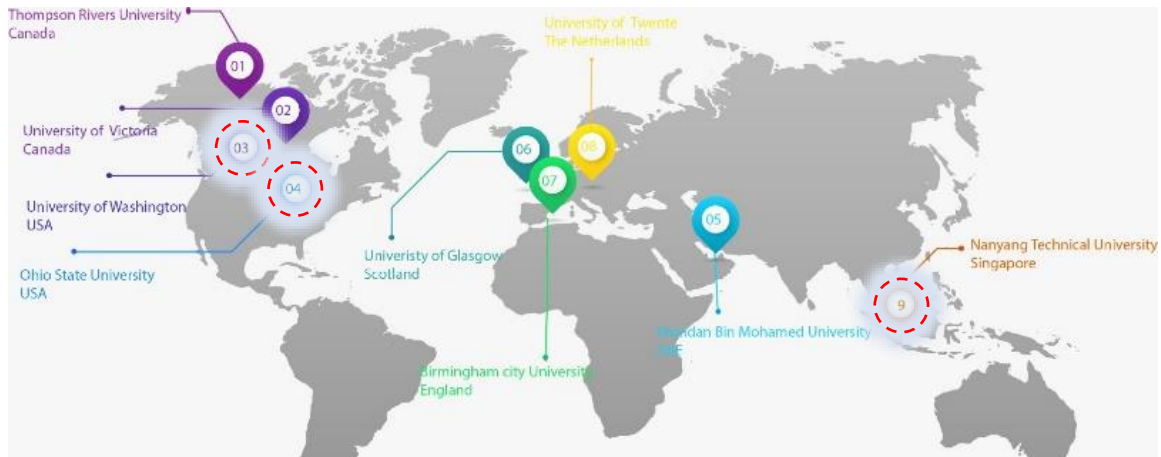 Thompson Rivers University
Canada
01
02
University of Victoria
Canada
03
University of Washington
USA
04
Ohio State University
USA
University of Twente
The Netherlands
08
06
07
Univeristy of Glasgow
Scotland
Birmingham city University
England
05
Bin Mohamed University
Nanyang Technical University
Singapore
9